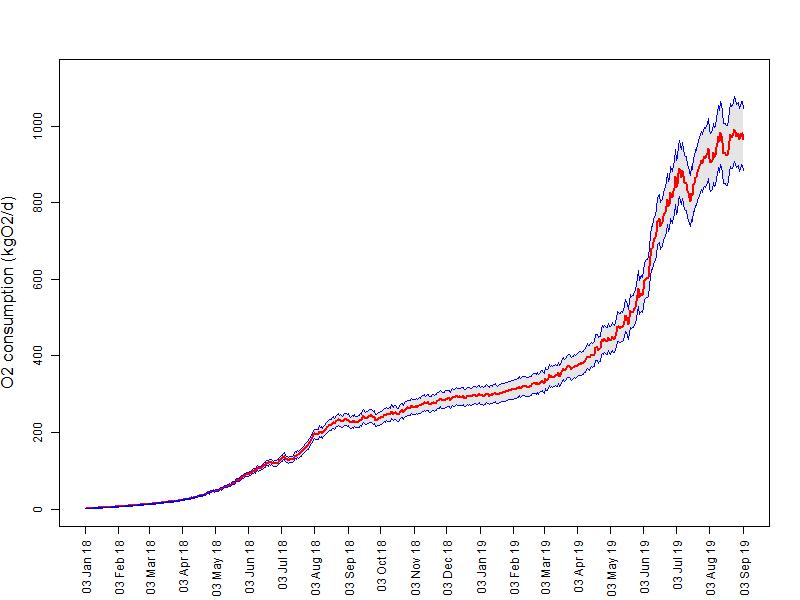 O2 consumption (kgO2/d)
1000
800
600
400
200
0
03 Jan 18
03 Feb 18
03 Mar 18
03 Apr 18
03 May 18
03 Jun 18
03 Jul 18
03 Aug 18
03 Sep 18
03 Oct 18
03 Nov 18
03 Dec 18
03 Jan 19
03 Feb 19
03 Mar 19
03 Apr 19
03 May 19
03 Jun 19
03 Jul 19
03 Aug 19
03 Sep 19